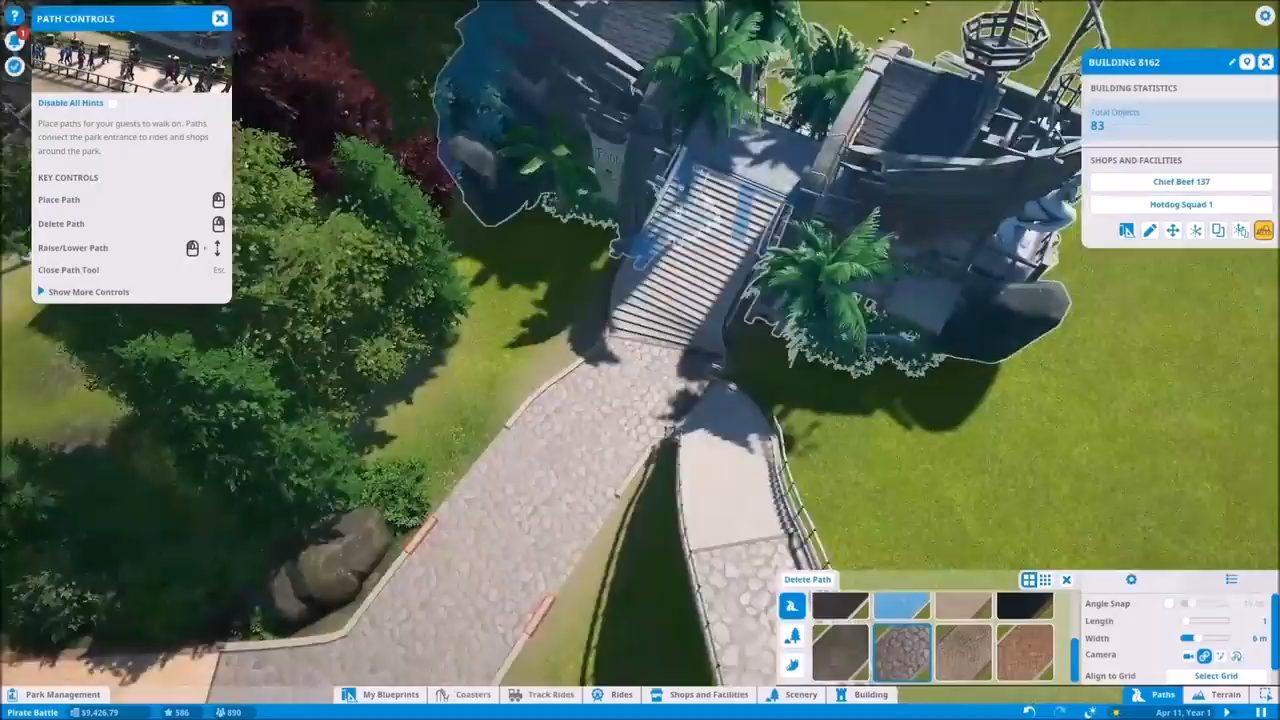 PATH CONTROLS
Disable All Hints
Place paths for your guests to walk on. Paths
connect the park entrance to rides and shops
around the park.
KEY CONTROLS
Place Path
Delete Path
Raise/Lower Path
Close Path Tool Esc
Show More Controls
?
1
BUILDING 8162
BUILDING STATISTICS
Total Objects
83
SHOPS AND FACILITIES
Chief Beef 137
Hotdog Squad 1
Delete Path
Angle Snap
Length 1
Width 6 m
Camera
Align to Grid Select Grid
Park Management
My Blueprints
Coasters
Track Rides
Rides
Shops and Facilities
Scenery
Building
Paths
Terrain
Pirate Battle $9,426.79 586 890
Apr 11, Year 1